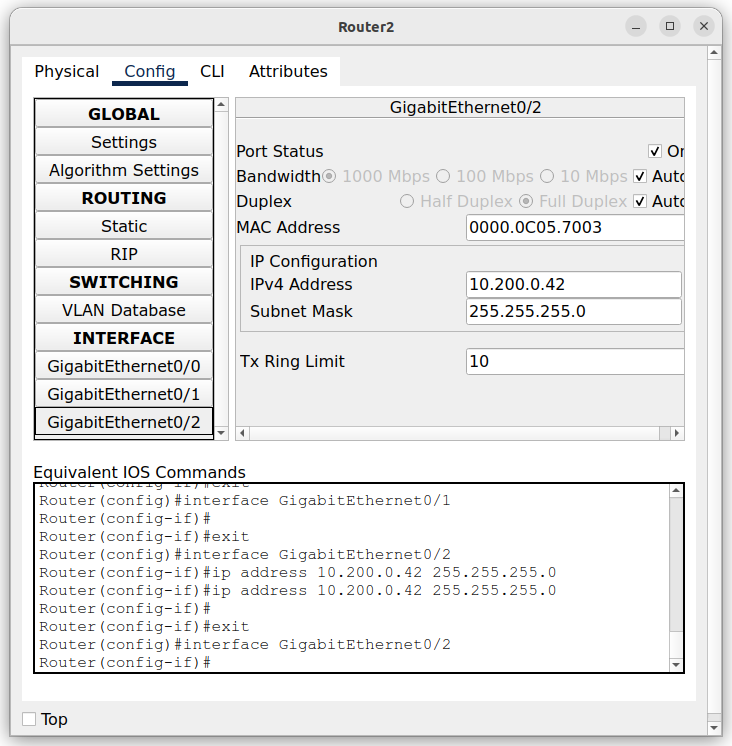 Router2
Physical Config CLI Attributes
GLOBAL
Settings
Algorithm Settings
ROUTING
Static
RIP
SWITCHING
VLAN Database
INTERFACE
GigabitEthernet0/0
GigabitEthernet0/1
GigabitEthernet0/2
GigabitEthernet0/2
Port Status On
Bandwidth 1000 Mbps 100 Mbps 10 Mbps Auto
Duplex Half Duplex Full Duplex Auto
MAC Address 0000.0C05.7003
IP Configuration
IPv4 Address 10.200.0.42
Subnet Mask 255.255.255.0
Tx Ring Limit 10
Equivalent IOS Commands
Router(config-if)#exit
Router(config)#interface GigabitEthernet0/1
Router(config-if)#
Router(config-if)#exit
Router(config)#interface GigabitEthernet0/2
Router(config-if)#ip address 10.200.0.42 255.255.255.0
Router(config-if)#ip address 10.200.0.42 255.255.255.0
Router(config-if)#
Router(config-if)#exit
Router(config)#interface GigabitEthernet0/2
Router(config-if)#
Top